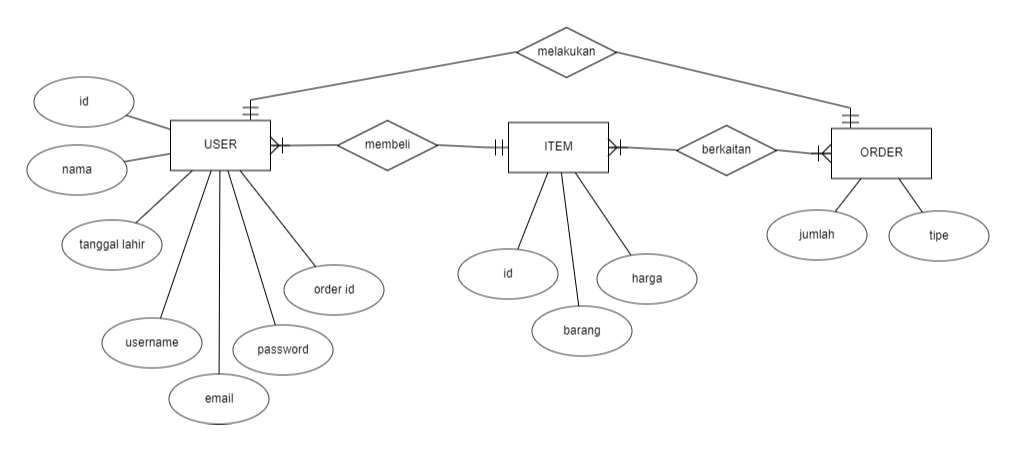 melakukan
id
USER
membeli
ITEM
berkaitan
ORDER
nama
tanggal lahir
jumlah
tipe
id
harga
order id
barang
username
password
email